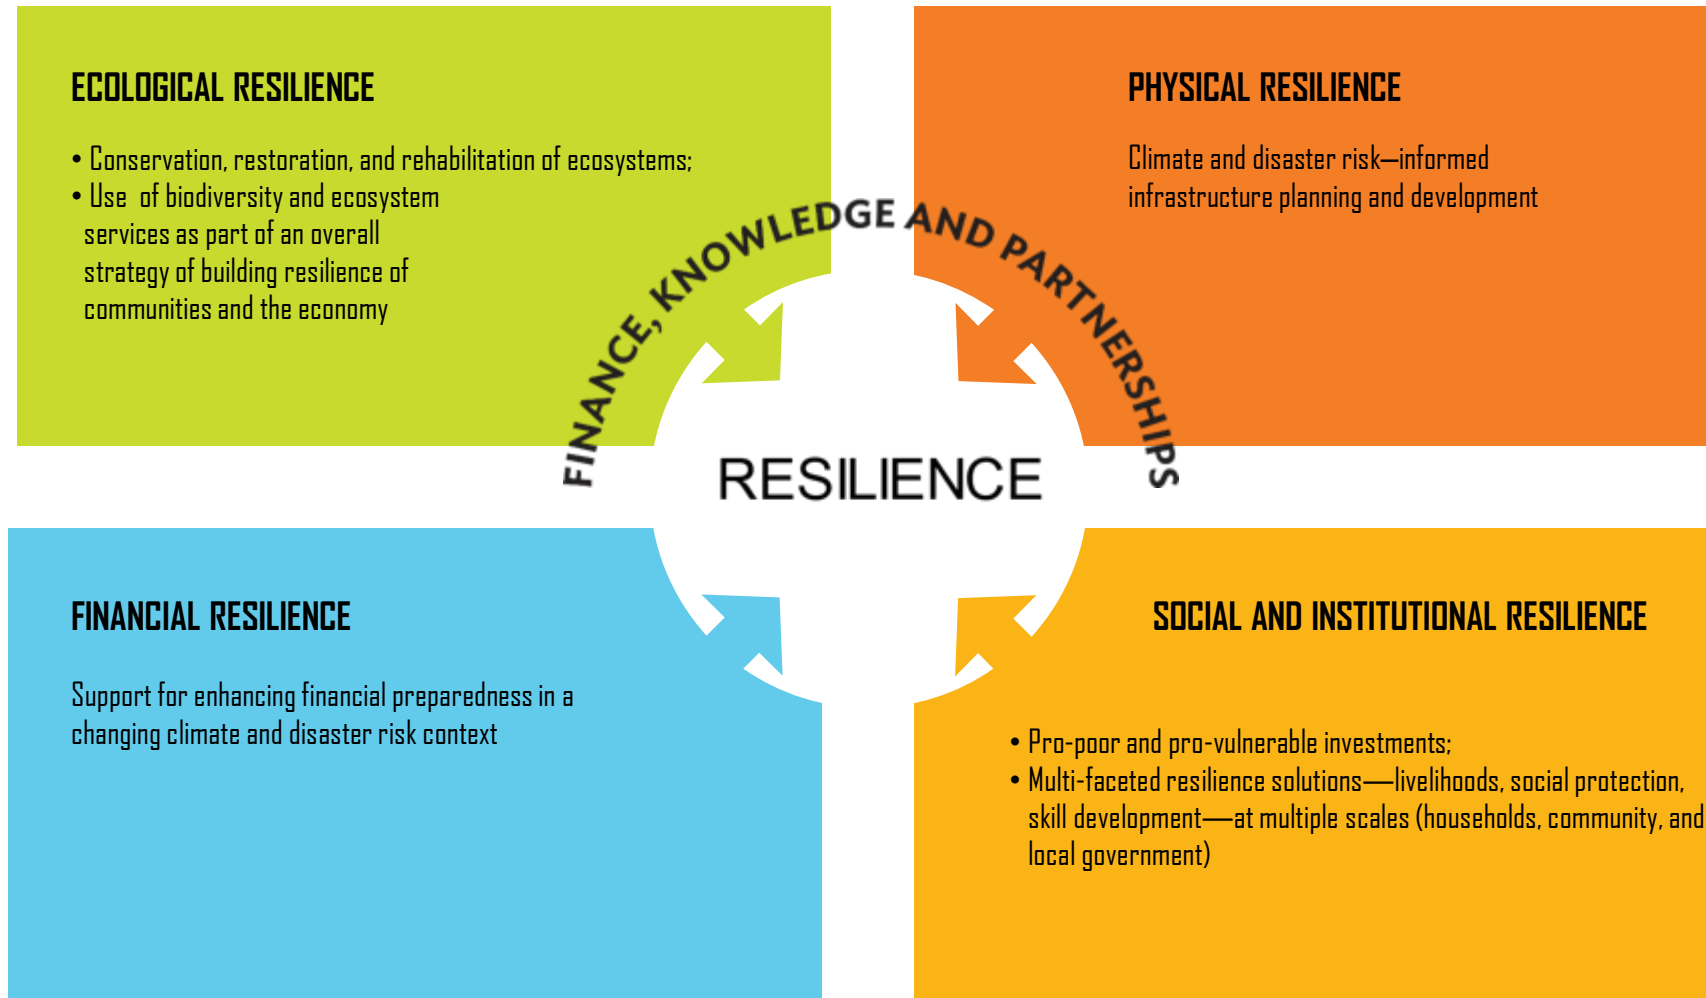 ECOLOGICAL RESILIENCE
• Conservation, restoration, and rehabilitation of ecosystems;
• Use  of biodiversity and ecosystem
services as part of an overall
strategy of building resilience of
communities and the economy
PHYSICAL RESILIENCE
Climate and disaster risk–informed
infrastructure planning and development
FINANCE, KNOWLEDGE AND PARTNERSHIPS
RESILIENCE
FINANCIAL RESILIENCE
Support for enhancing financial preparedness in a
changing climate and disaster risk context
SOCIAL AND INSTITUTIONAL RESILIENCE
• Pro-poor and pro-vulnerable investments;
• Multi-faceted resilience solutions—livelihoods, social protection,
skill development—at multiple scales (households, community, and
local government)